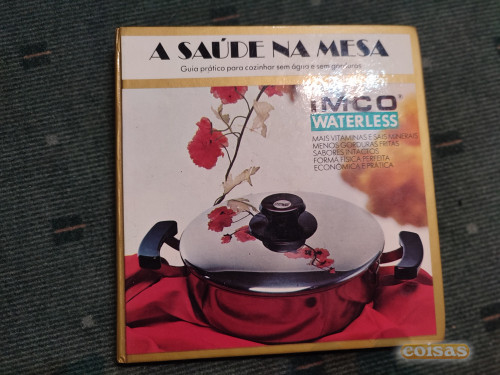 A SAÚDE NA MESA
Guia prático para cozinhar sem água e sem gorduras
IMCO®
WATERLESS
MAIS VITAMINAS E SAIS MINERAIS
MENOS GORDURAS FRITAS
SABORES INTACTOS
FORMA FÍSICA PERFEITA
ECONÓMICA E PRÁTICA
coisas